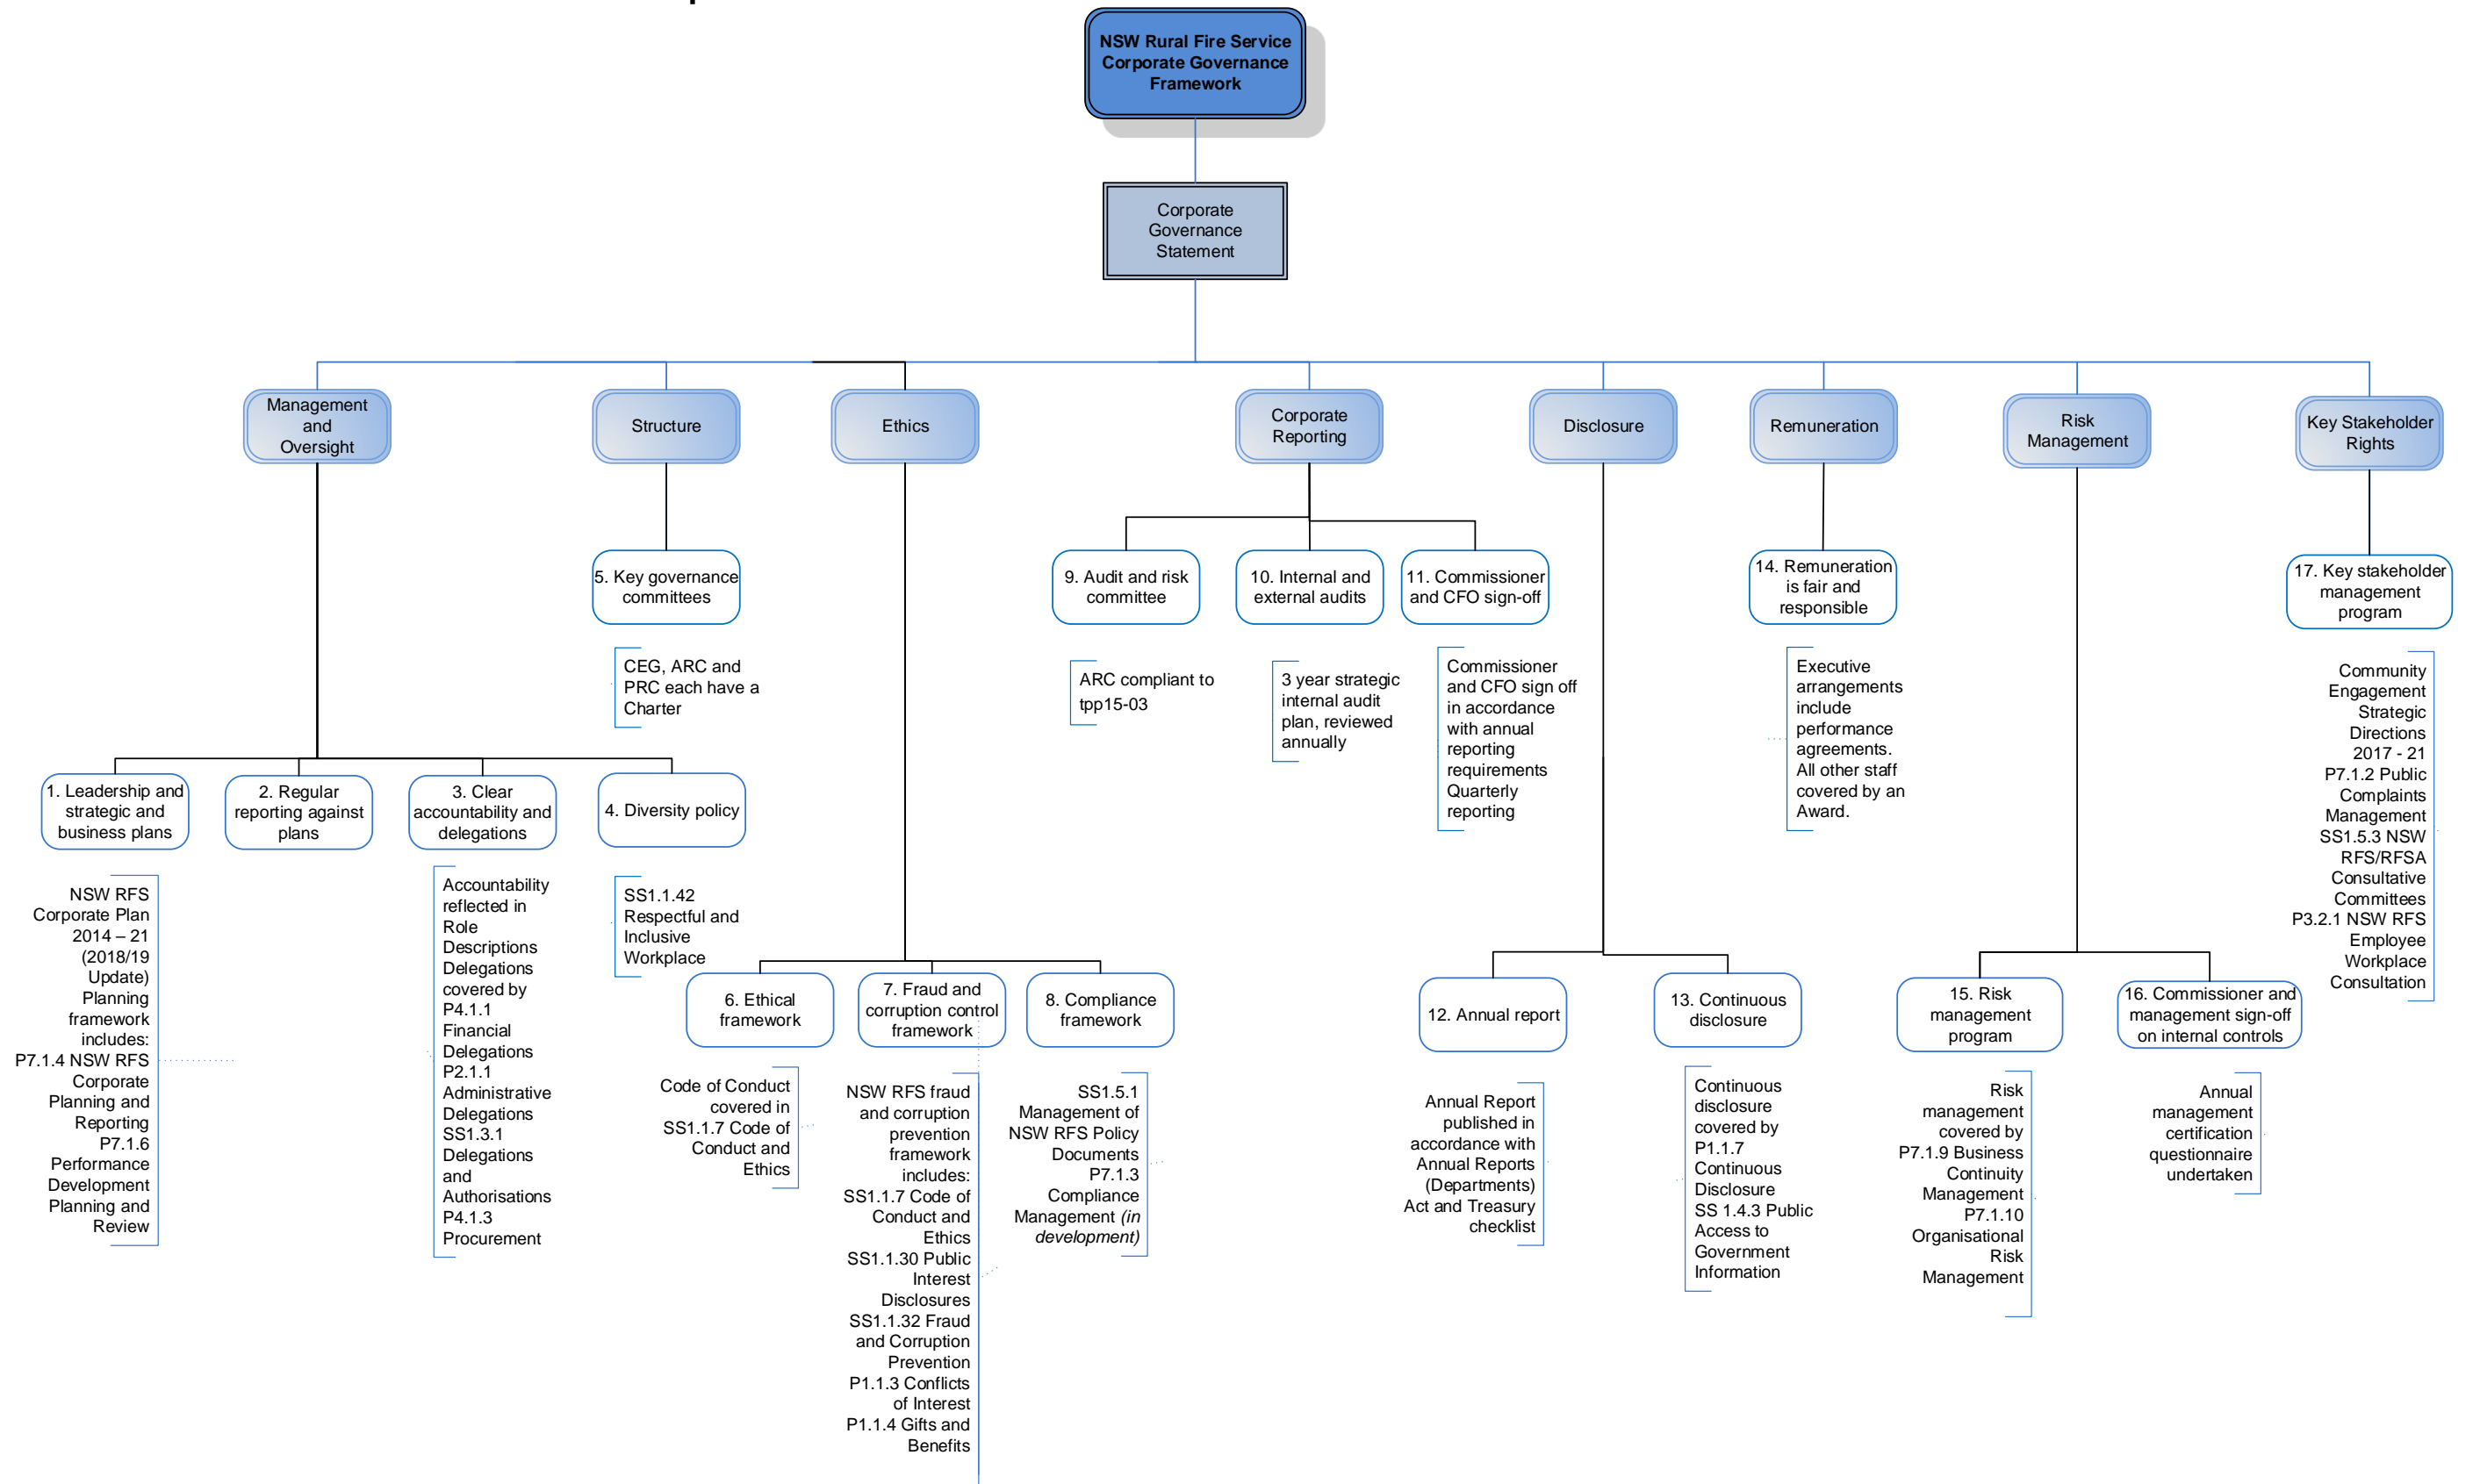 NSW Rural Fire Service
Corporate Governance
Framework
Corporate
Governance
Statement
Management
and
Oversight
Structure
Ethics
Corporate
Reporting
Disclosure
Remuneration
Risk
Management
Key Stakeholder
Rights
1. Leadership and
strategic and
business plans
NSW RFS
Corporate Plan
2014 – 21
(2018/19
Update)
Planning
framework
includes:
P7.1.4 NSW RFS
Corporate
Planning and
Reporting
P7.1.6
Performance
Development
Planning and
Review
2. Regular
reporting against
plans
3. Clear
accountability and
delegations
Accountability
reflected in
Role
Descriptions
Delegations
covered by
P4.1.1
Financial
Delegations
P2.1.1
Administrative
Delegations
SS1.3.1
Delegations
and
Authorisations
P4.1.3
Procurement
4. Diversity policy
SS1.1.42
Respectful and
Inclusive
Workplace
5. Key governance
committees
CEG, ARC and
PRC each have a
Charter
6. Ethical
framework
Code of Conduct
covered in
SS1.1.7 Code of
Conduct and
Ethics
7. Fraud and
corruption control
framework
NSW RFS fraud
and corruption
prevention
framework
includes:
SS1.1.7 Code of
Conduct and
Ethics
SS1.1.30 Public
Interest
Disclosures
SS1.1.32 Fraud
and Corruption
Prevention
P1.1.3 Conflicts
of Interest
P1.1.4 Gifts and
Benefits
8. Compliance
framework
SS1.5.1
Management of
NSW RFS Policy
Documents
P7.1.3
Compliance
Management (in
development)
9. Audit and risk
committee
ARC compliant to
tpp15-03
10. Internal and
external audits
3 year strategic
internal audit
plan, reviewed
annually
11. Commissioner
and CFO sign-off
Commissioner
and CFO sign off
in accordance
with annual
reporting
requirements
Quarterly
reporting
12. Annual report
Annual Report
published in
accordance with
Annual Reports
(Departments)
Act and Treasury
checklist
13. Continuous
disclosure
Continuous
disclosure
covered by
P1.1.7
Continuous
Disclosure
SS 1.4.3 Public
Access to
Government
Information
14. Remuneration
is fair and
responsible
Executive
arrangements
include
performance
agreements.
All other staff
covered by an
Award.
15. Risk
management
program
Risk
management
covered by
P7.1.9 Business
Continuity
Management
P7.1.10
Organisational
Risk
Management
16. Commissioner and
management sign-off
on internal controls
Annual
management
certification
questionnaire
undertaken
17. Key stakeholder
management
program
Community
Engagement
Strategic
Directions
2017 - 21
P7.1.2 Public
Complaints
Management
SS1.5.3 NSW
RFS/RFSA
Consultative
Committees
P3.2.1 NSW RFS
Employee
Workplace
Consultation